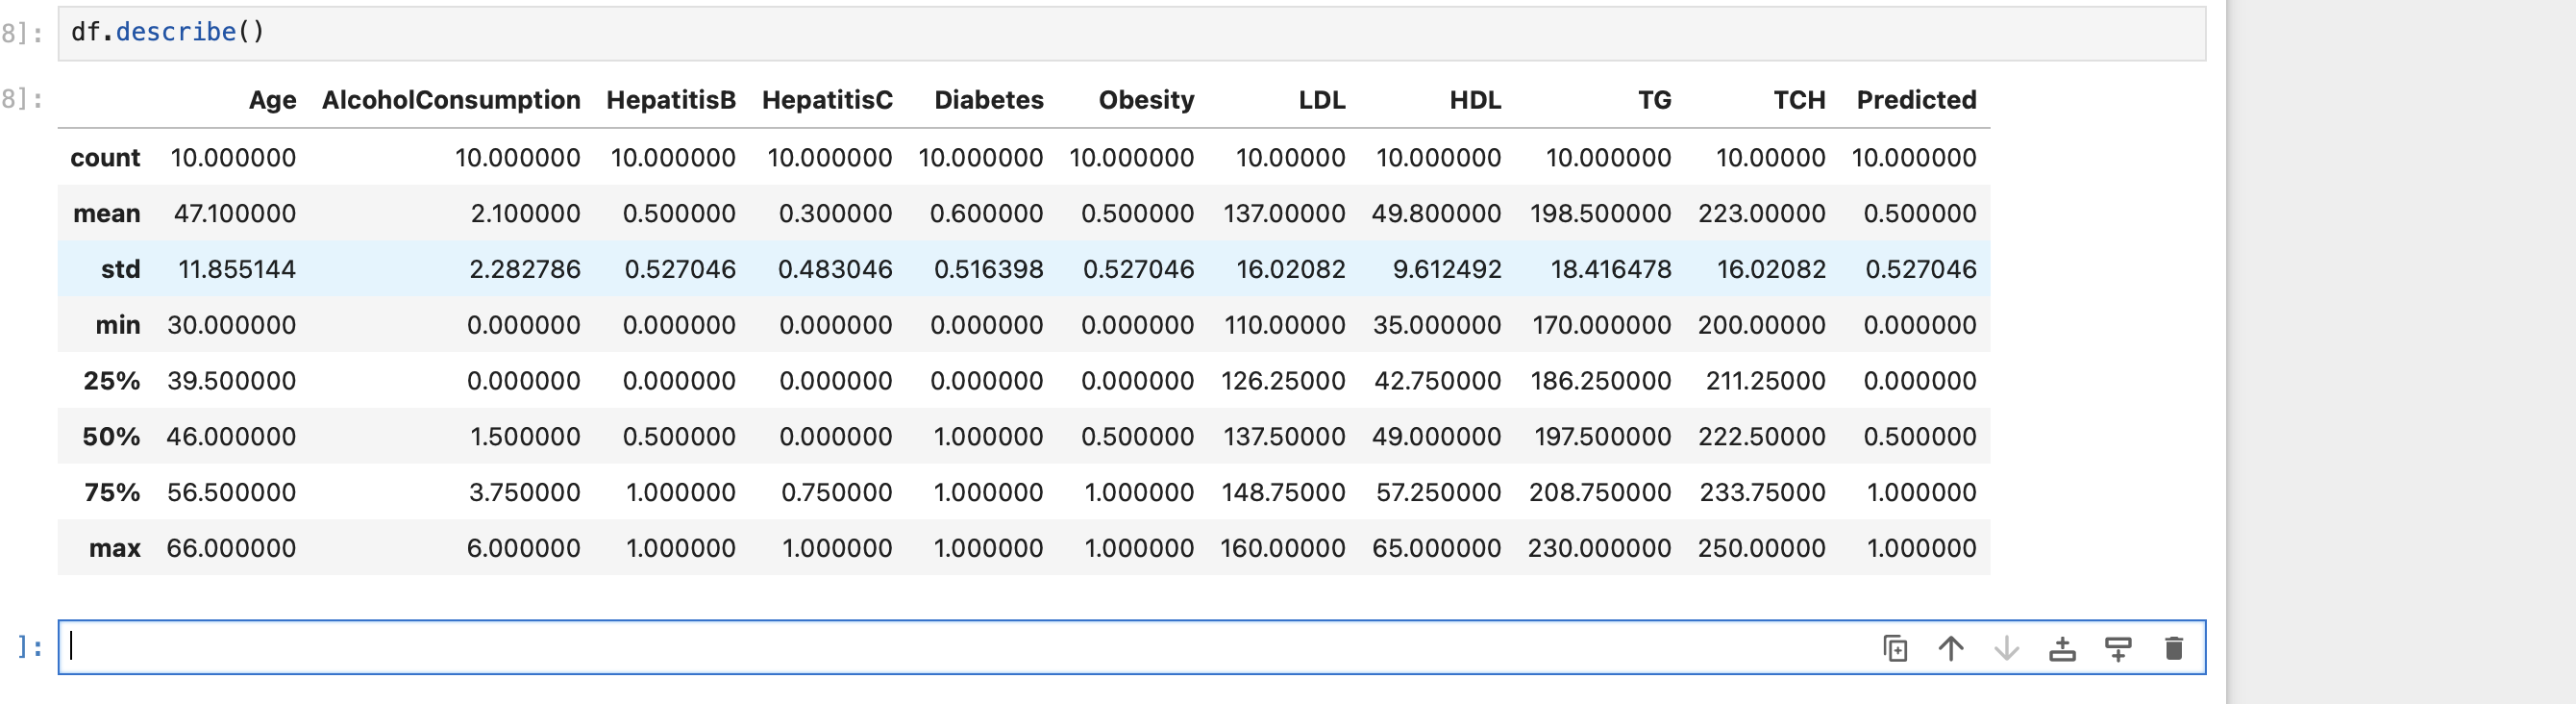 8]: df.describe()
8]: Age AlcoholConsumption HepatitisB HepatitisC Diabetes Obesity LDL HDL TG TCH Predicted
count 10.000000 10.000000 10.000000 10.000000 10.000000 10.000000 10.00000 10.000000 10.000000 10.00000 10.000000
mean 47.100000 2.100000 0.500000 0.300000 0.600000 0.500000 137.00000 49.800000 198.500000 223.00000 0.500000
std 11.855144 2.282786 0.527046 0.483046 0.516398 0.527046 16.02082 9.612492 18.416478 16.02082 0.527046
min 30.000000 0.000000 0.000000 0.000000 0.000000 0.000000 110.00000 35.000000 170.000000 200.00000 0.000000
25% 39.500000 0.000000 0.000000 0.000000 0.000000 0.000000 126.25000 42.750000 186.250000 211.25000 0.000000
50% 46.000000 1.500000 0.500000 0.000000 1.000000 0.500000 137.50000 49.000000 197.500000 222.50000 0.500000
75% 56.500000 3.750000 1.000000 0.750000 1.000000 1.000000 148.75000 57.250000 208.750000 233.75000 1.000000
max 66.000000 6.000000 1.000000 1.000000 1.000000 1.000000 160.00000 65.000000 230.000000 250.00000 1.000000
]: